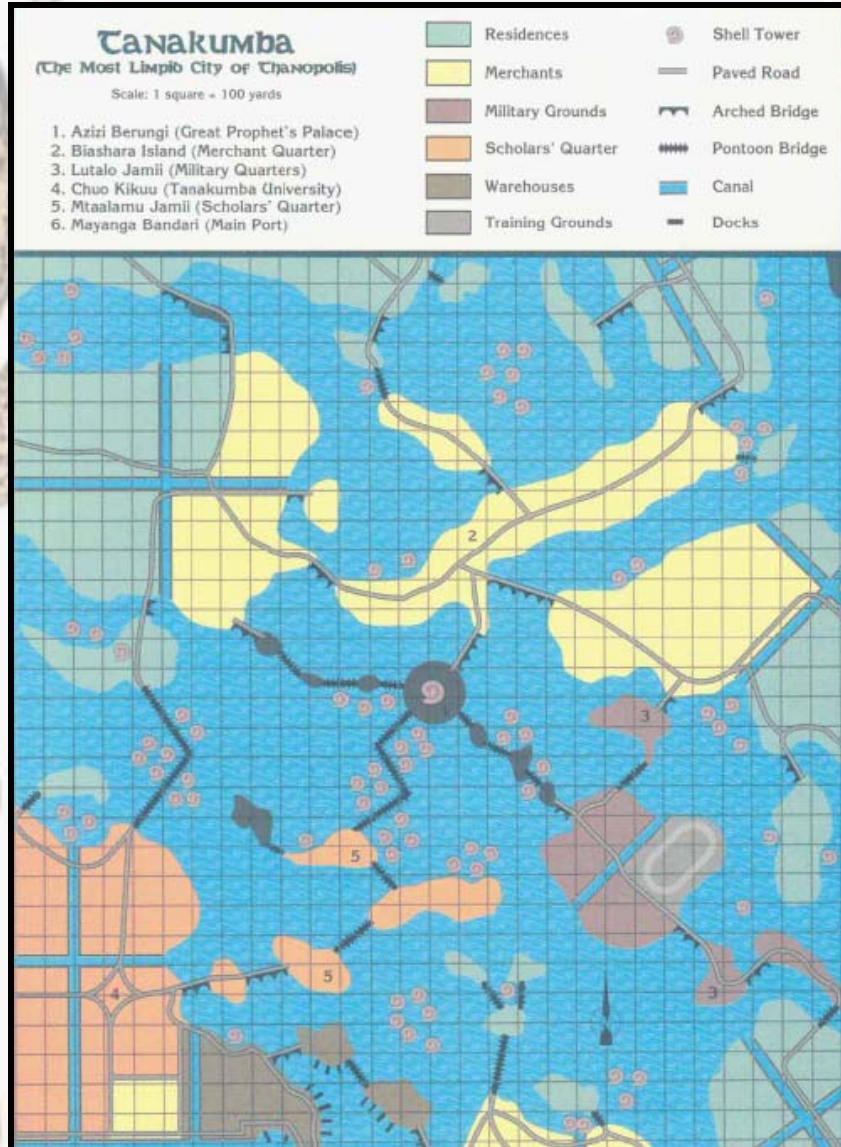 Tanakumba
(The Most Limpid City of Thanopolis)
Scale: 1 square = 100 yards
1. Azizi Berungi (Great Prophet's Palace)
2. Biashara Island (Merchant Quarter)
3. Lutalo Jamii (Military Quarters)
4. Chuo Kikuu (Tanakumba University)
5. Mtaalamu Jamii (Scholars' Quarter)
6. Mayanga Bandari (Main Port)
Residences
Merchants
Military Grounds
Scholars' Quarter
Warehouses
Training Grounds
Shell Tower
Paved Road
Arched Bridge
Pontoon Bridge
Canal
Docks
2
3
5
5
4
3